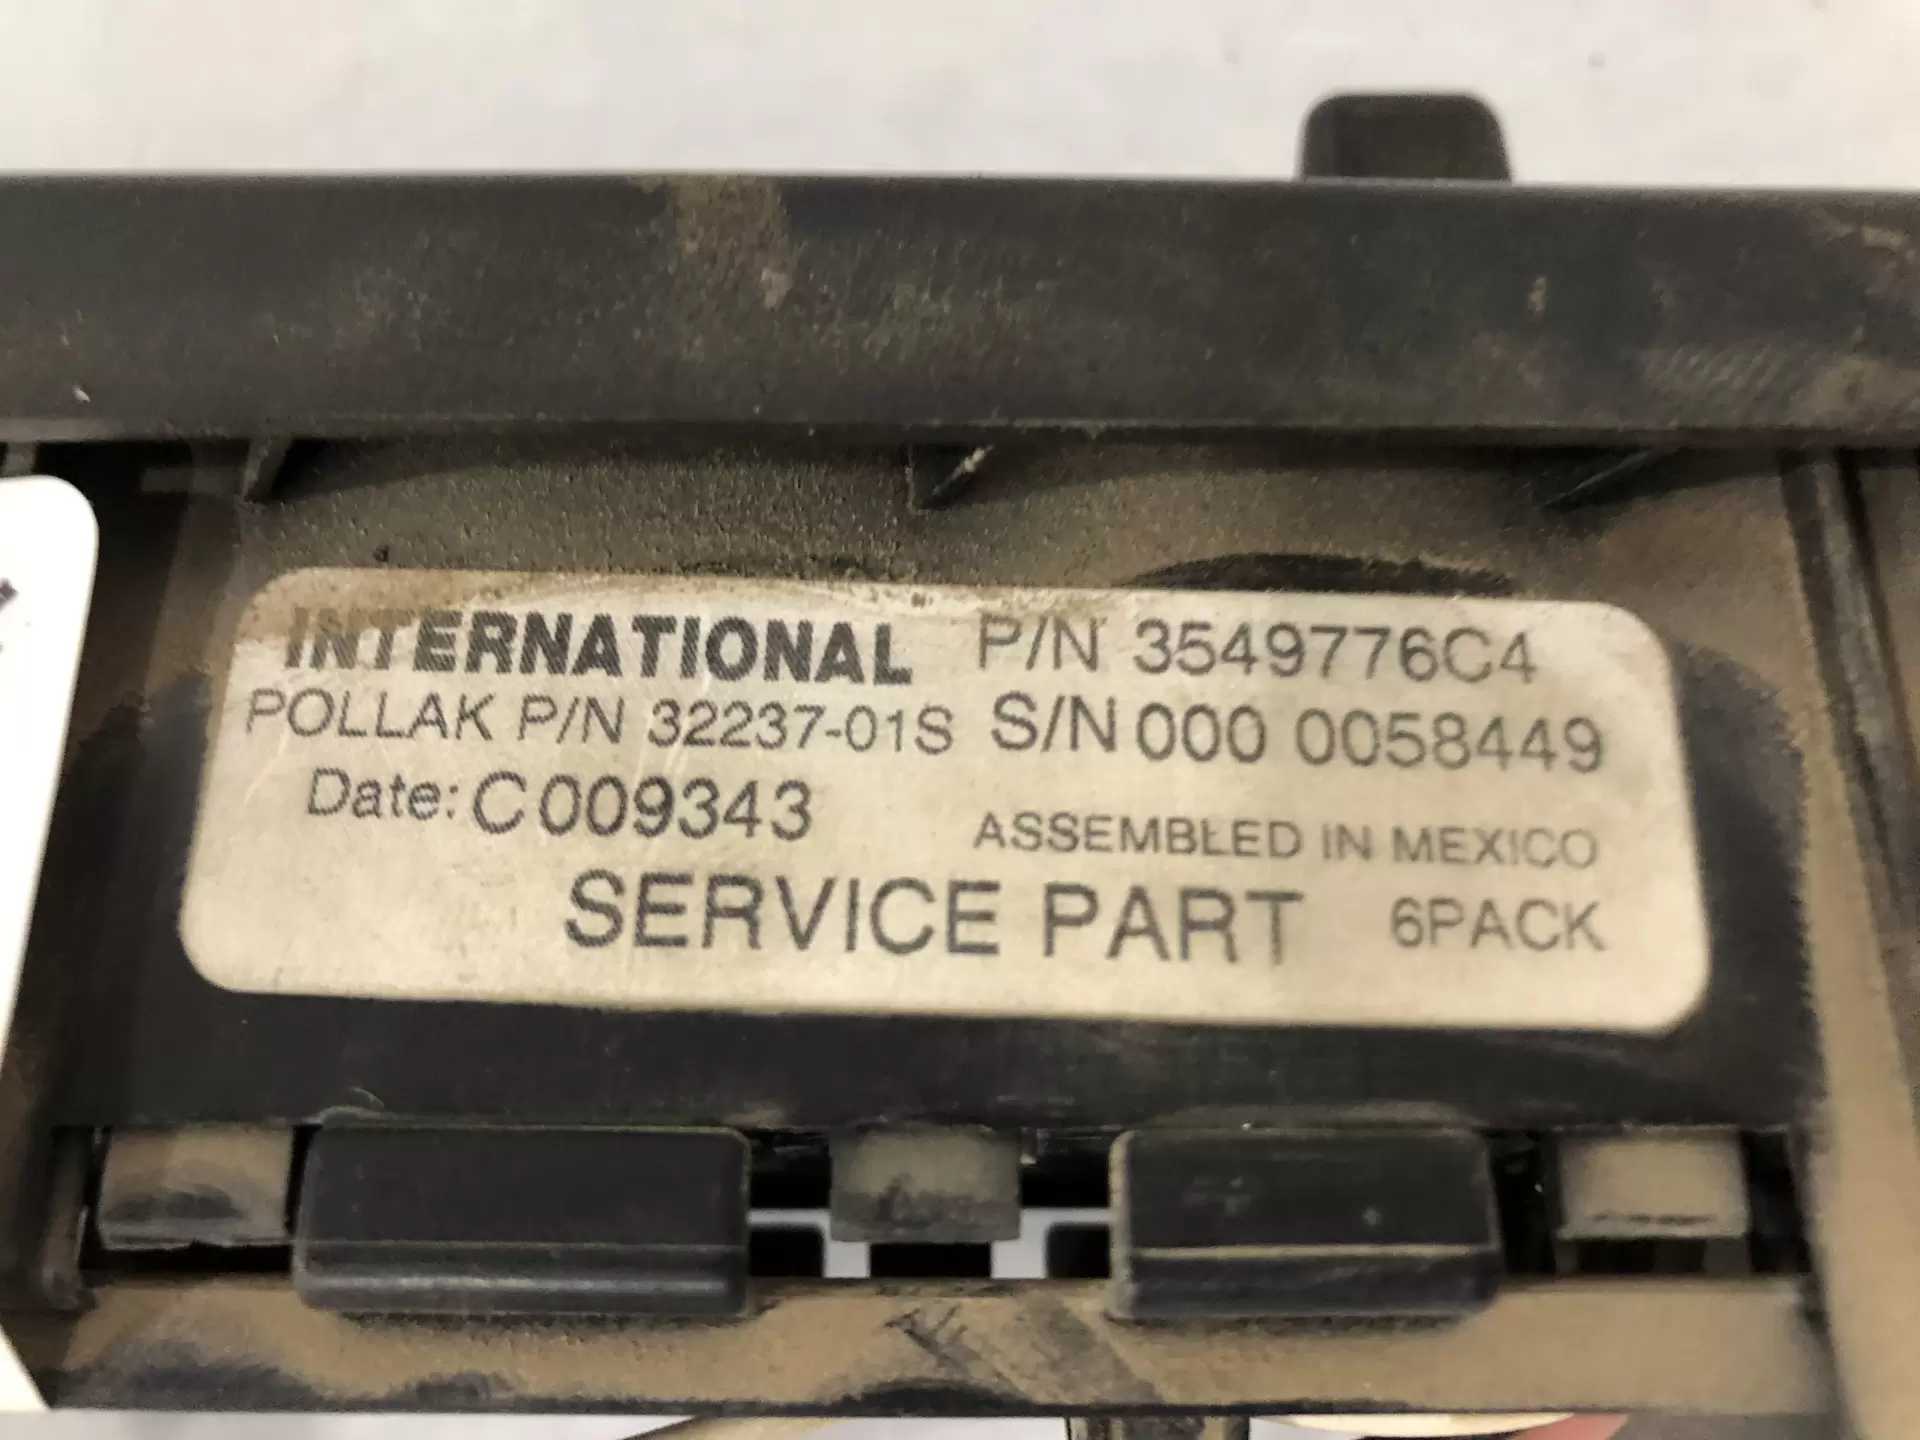 INTERNATIONAL P/N 3549776C4
POLLAK P/N 32237-01S S/N 000 0058449
Date: C009343
ASSEMBLED IN MEXICO
SERVICE PART 6PACK